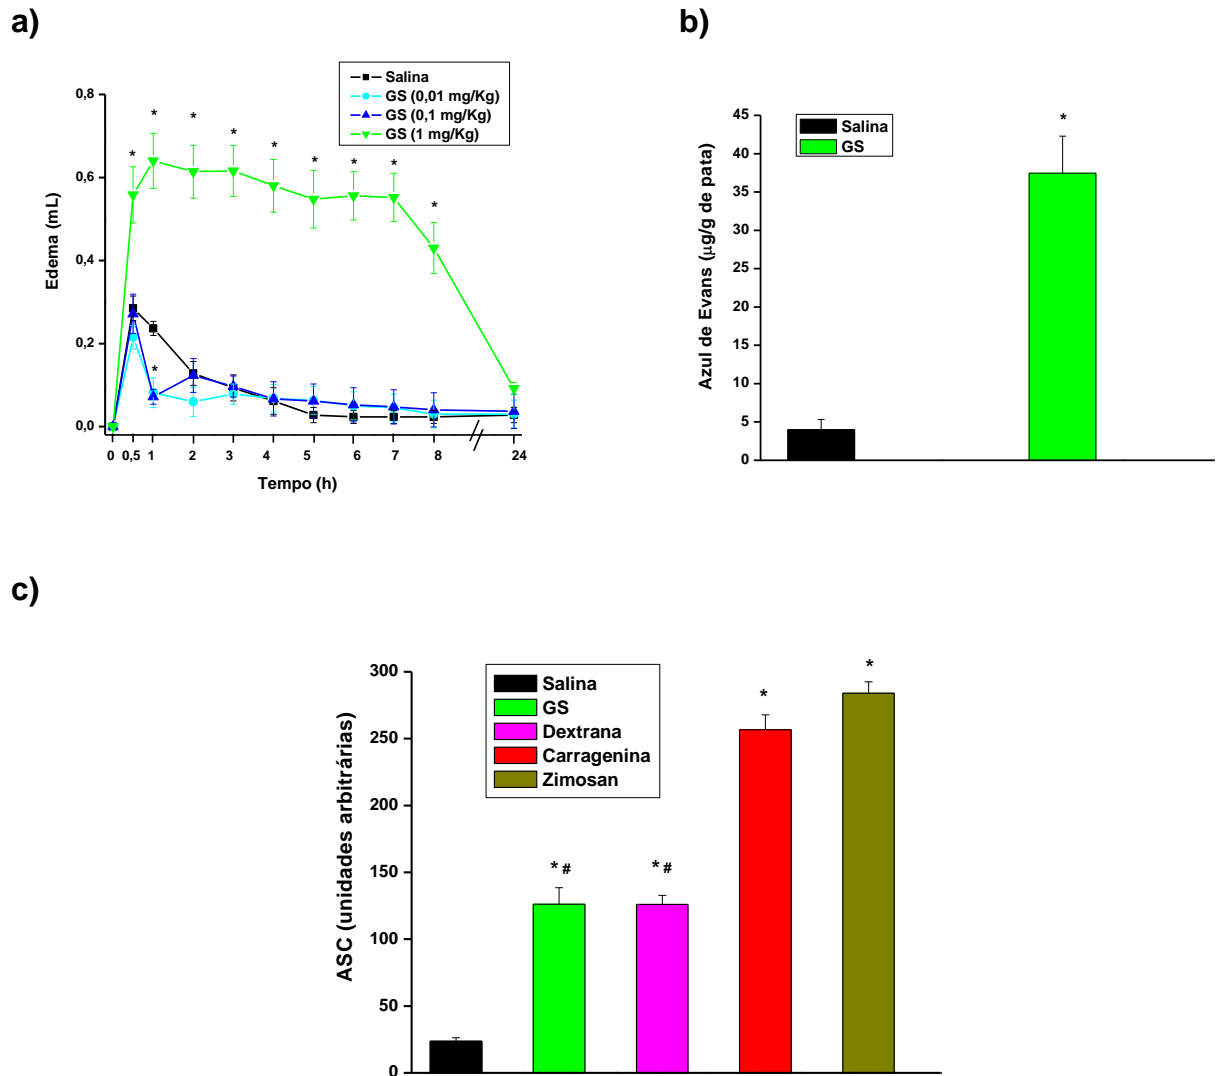 a)
Salina
GS (0,01 mg/Kg)
GS (0,1 mg/Kg)
GS (1 mg/Kg)
0,8
0,6
0,4
0,2
0,0
Edema (mL)
* * * * * * * * *
*
*
0 0,5 1 2 3 4 5 6 7 8 24
Tempo (h)
b)
Salina
GS
45
40
35
30
25
20
15
10
5
0
Azul de Evans (µg/g de pata)
*
c)
Salina
GS
Dextrana
Carragenina
Zimosan
300
250
200
150
100
50
0
ASC (unidades arbitrárias)
* #
* #
*
*